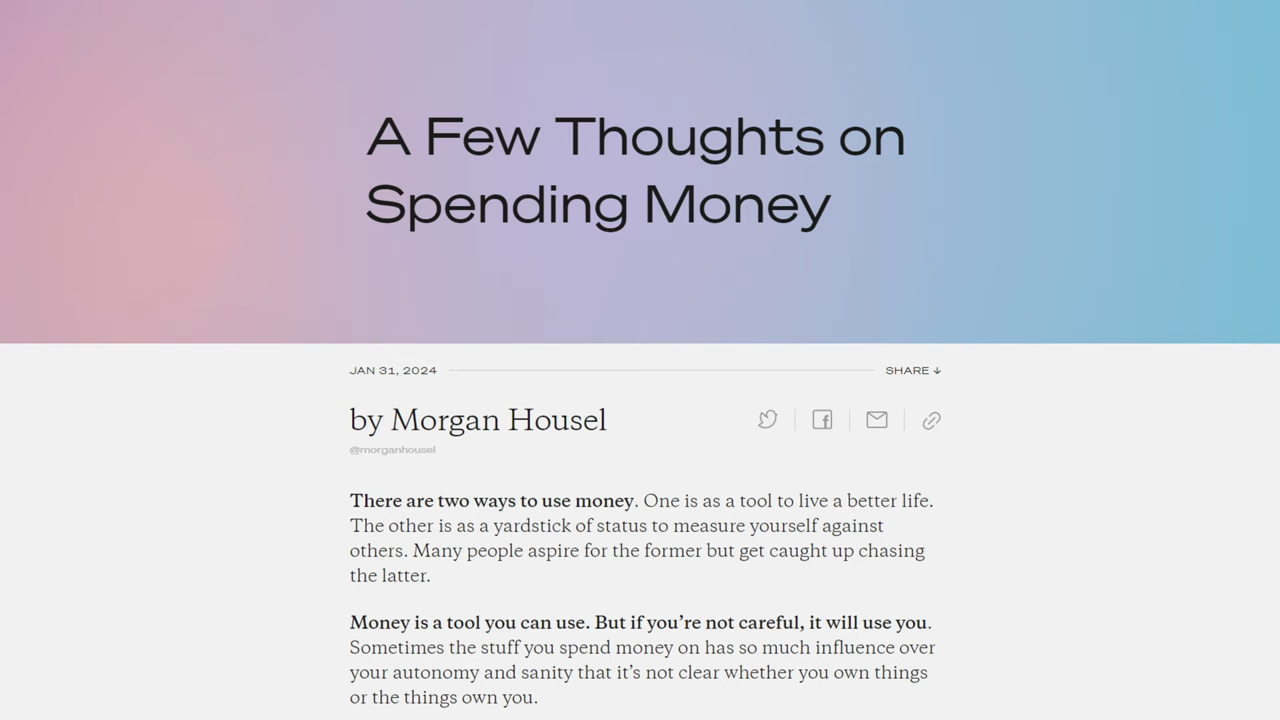 A Few Thoughts on
Spending Money
JAN 31, 2024
SHARE ↓
by Morgan Housel
@morganhousel
There are two ways to use money. One is as a tool to live a better life.
The other is as a yardstick of status to measure yourself against
others. Many people aspire for the former but get caught up chasing
the latter.
Money is a tool you can use. But if you’re not careful, it will use you.
Sometimes the stuff you spend money on has so much influence over
your autonomy and sanity that it’s not clear whether you own things
or the things own you.